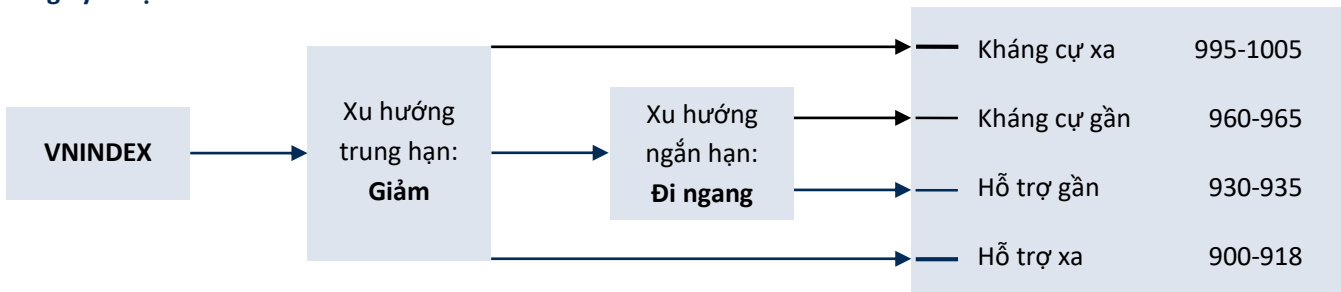 VNINDEX
Xu hướng
trung hạn:
Giảm
Xu hướng
ngắn hạn:
Đi ngang
Kháng cự xa 995-1005
Kháng cự gần 960-965
Hỗ trợ gần 930-935
Hỗ trợ xa 900-918